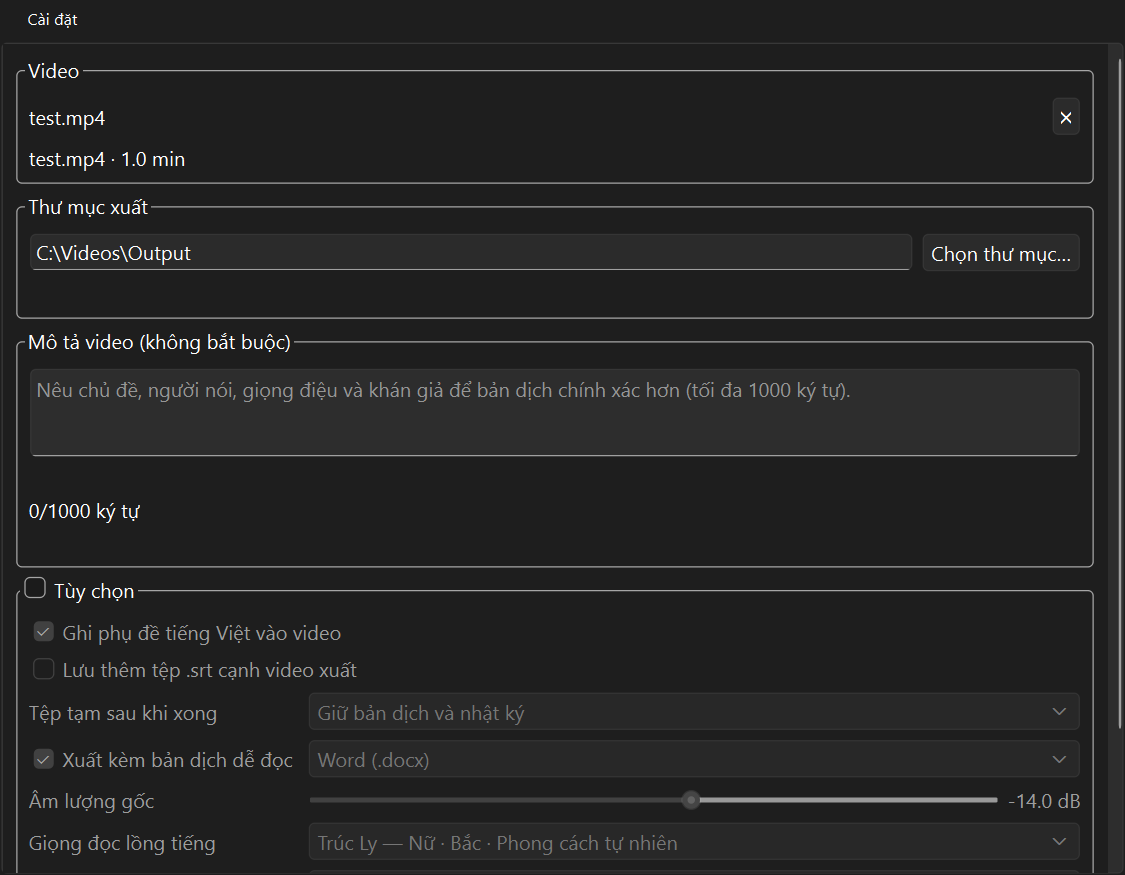 Cài đặt
Video
test.mp4
×
test.mp4 · 1.0 min
Thư mục xuất
C:\Videos\Output
Chọn thư mục...
Mô tả video (không bắt buộc)
Nêu chủ đề, người nói, giọng điệu và khán giả để bản dịch chính xác hơn (tối đa 1000 ký tự).
0/1000 ký tự
Tùy chọn
Ghi phụ đề tiếng Việt vào video
Lưu thêm tệp .srt cạnh video xuất
Tệp tạm sau khi xong
Giữ bản dịch và nhật ký
Xuất kèm bản dịch dễ đọc
Word (.docx)
Âm lượng gốc
-14.0 dB
Giọng đọc lồng tiếng
Trúc Ly — Nữ · Bắc · Phong cách tự nhiên